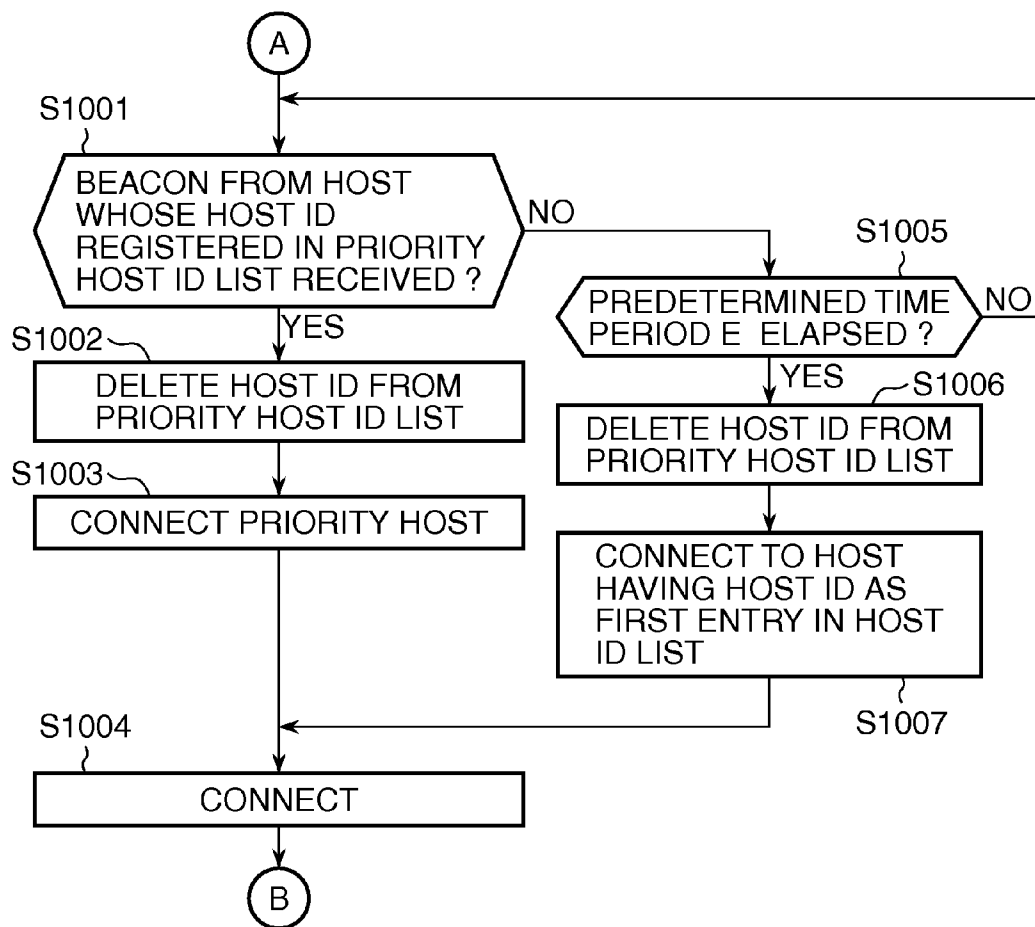 A
S1001
BEACON FROM HOST
WHOSE HOST ID
REGISTERED IN PRIORITY
HOST ID LIST RECEIVED ?
NO
YES
S1005
PREDETERMINED TIME
PERIOD E ELAPSED ?
NO
YES
S1002
DELETE HOST ID FROM
PRIORITY HOST ID LIST
S1006
DELETE HOST ID FROM
PRIORITY HOST ID LIST
S1003
CONNECT PRIORITY HOST
CONNECT TO HOST
HAVING HOST ID AS
FIRST ENTRY IN HOST
ID LIST
S1007
S1004
CONNECT
B